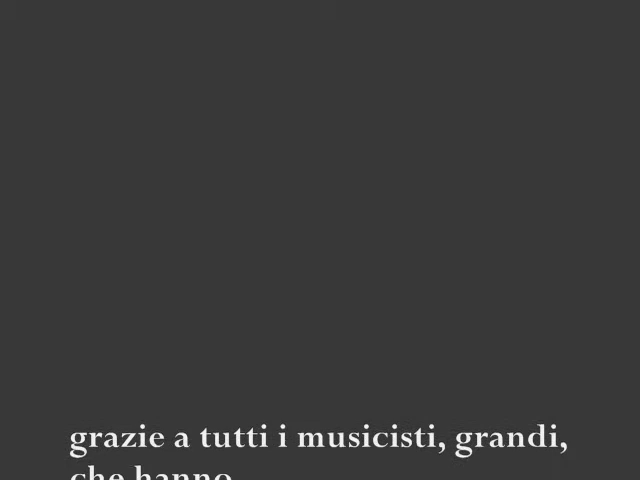 grazie a tutti i musicisti, grandi,
che hanno